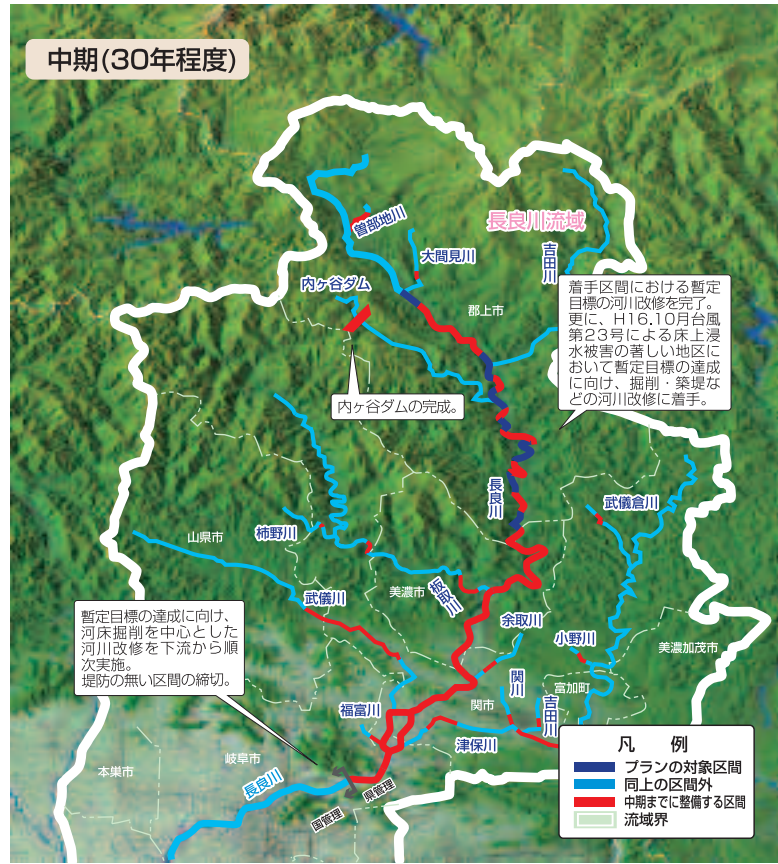 中期(30年程度)
曽部地川
長良川流域
大間見川
吉田川
内ヶ谷ダム
郡上市
着手区間における暫定
目標の河川改修を完了。
更に、H16.10月台風
第23号による床上浸
水被害の著しい地区に
おいて暫定目標の達成
に向け、掘削・築堤な
どの河川改修に着手。
内ヶ谷ダムの完成。
長良川
武儀倉川
山県市
柿野川
美濃市
板取川
武儀川
余取川
小野川
美濃加茂市
暫定目標の達成に向け、
河床掘削を中心とした
河川改修を下流から順
次実施。
堤防の無い区間の締切。
関川
富加町
福富川
関市
吉田川
津保川
岐阜市
本巣市
長良川
県管理
国管理
凡例
プランの対象区間
同上の区間外
中期までに整備する区間
流域界